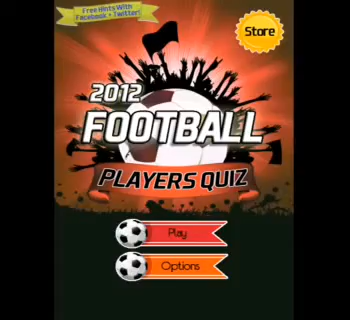 Free Hints With
Facebook + Twitter!
Store
2012
FOOTBALL
PLAYERS QUIZ
Play
Options